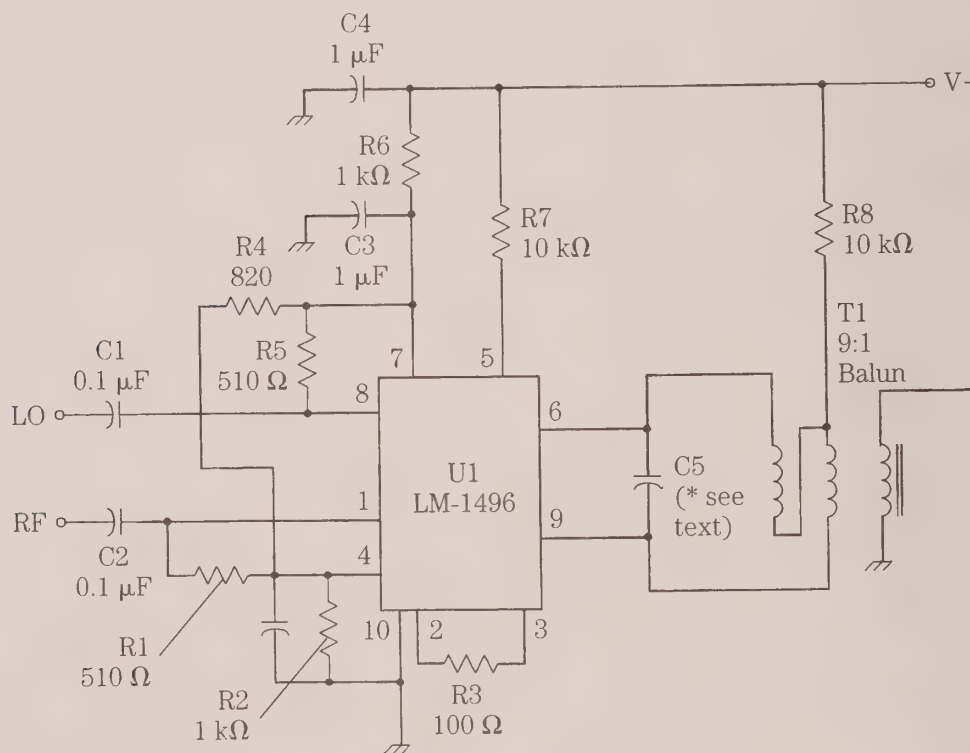 C4
1 μF
V-
R6
1 kΩ
R7
10 kΩ
R8
10 kΩ
C3
1 μF
R4
820
T1
9:1
Balun
C1
0.1 μF
R5
510 Ω
7
5
LO
8
6
U1
LM-1496
C5
(* see
text)
RF
1
9
C2
0.1 μF
4
10
2
3
R1
510 Ω
R2
1 kΩ
R3
100 Ω